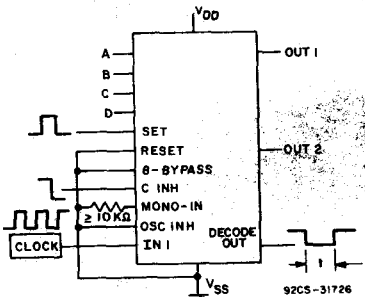 VDD
A
B
C
D
SET
RESET
8-BYPASS
C INH
MONO-IN
≥ 10 KΩ
OSC INH
CLOCK
IN 1
OUT 1
OUT 2
DECODE
OUT
t
VSS
92CS-31726